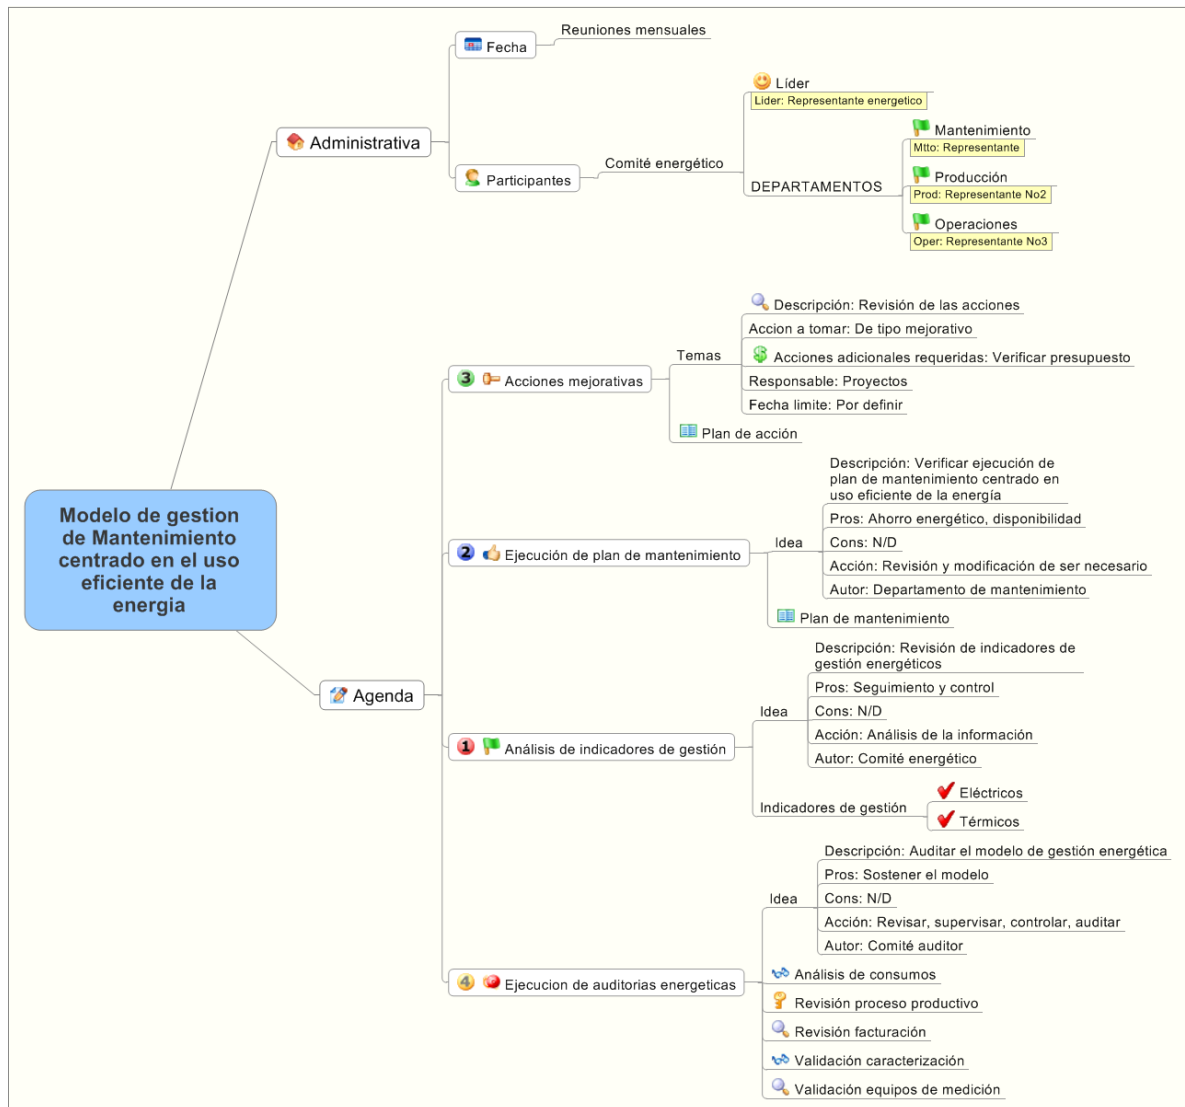 Reuniones mensuales
Fecha
Líder
Lider: Representante energetico
Mantenimiento
Mtto: Representante
Administrativa
Comité energético
Participantes
DEPARTAMENTOS
Producción
Prod: Representante No2
Operaciones
Oper: Representante No3
Descripción: Revisión de las acciones
Accion a tomar: De tipo mejorativo
Temas
Acciones adicionales requeridas: Verificar presupuesto
3 Acciones mejorativas
Responsable: Proyectos
Fecha limite: Por definir
Plan de acción
Modelo de gestion
de Mantenimiento
centrado en el uso
eficiente de la
energia
Descripción: Verificar ejecución de
plan de mantenimiento centrado en
uso eficiente de la energía
Pros: Ahorro energético, disponibilidad
Idea
Cons: N/D
2 Ejecución de plan de mantenimiento
Acción: Revisión y modificación de ser necesario
Autor: Departamento de mantenimiento
Plan de mantenimiento
Agenda
Descripción: Revisión de indicadores de
gestión energéticos
Pros: Seguimiento y control
Idea
Cons: N/D
1 Análisis de indicadores de gestión
Acción: Análisis de la información
Autor: Comité energético
Indicadores de gestión
Eléctricos
Térmicos
Descripción: Auditar el modelo de gestión energética
Pros: Sostener el modelo
Idea
Cons: N/D
Acción: Revisar, supervisar, controlar, auditar
Autor: Comité auditor
4 Ejecucion de auditorias energeticas
Análisis de consumos
Revisión proceso productivo
Revisión facturación
Validación caracterización
Validación equipos de medición